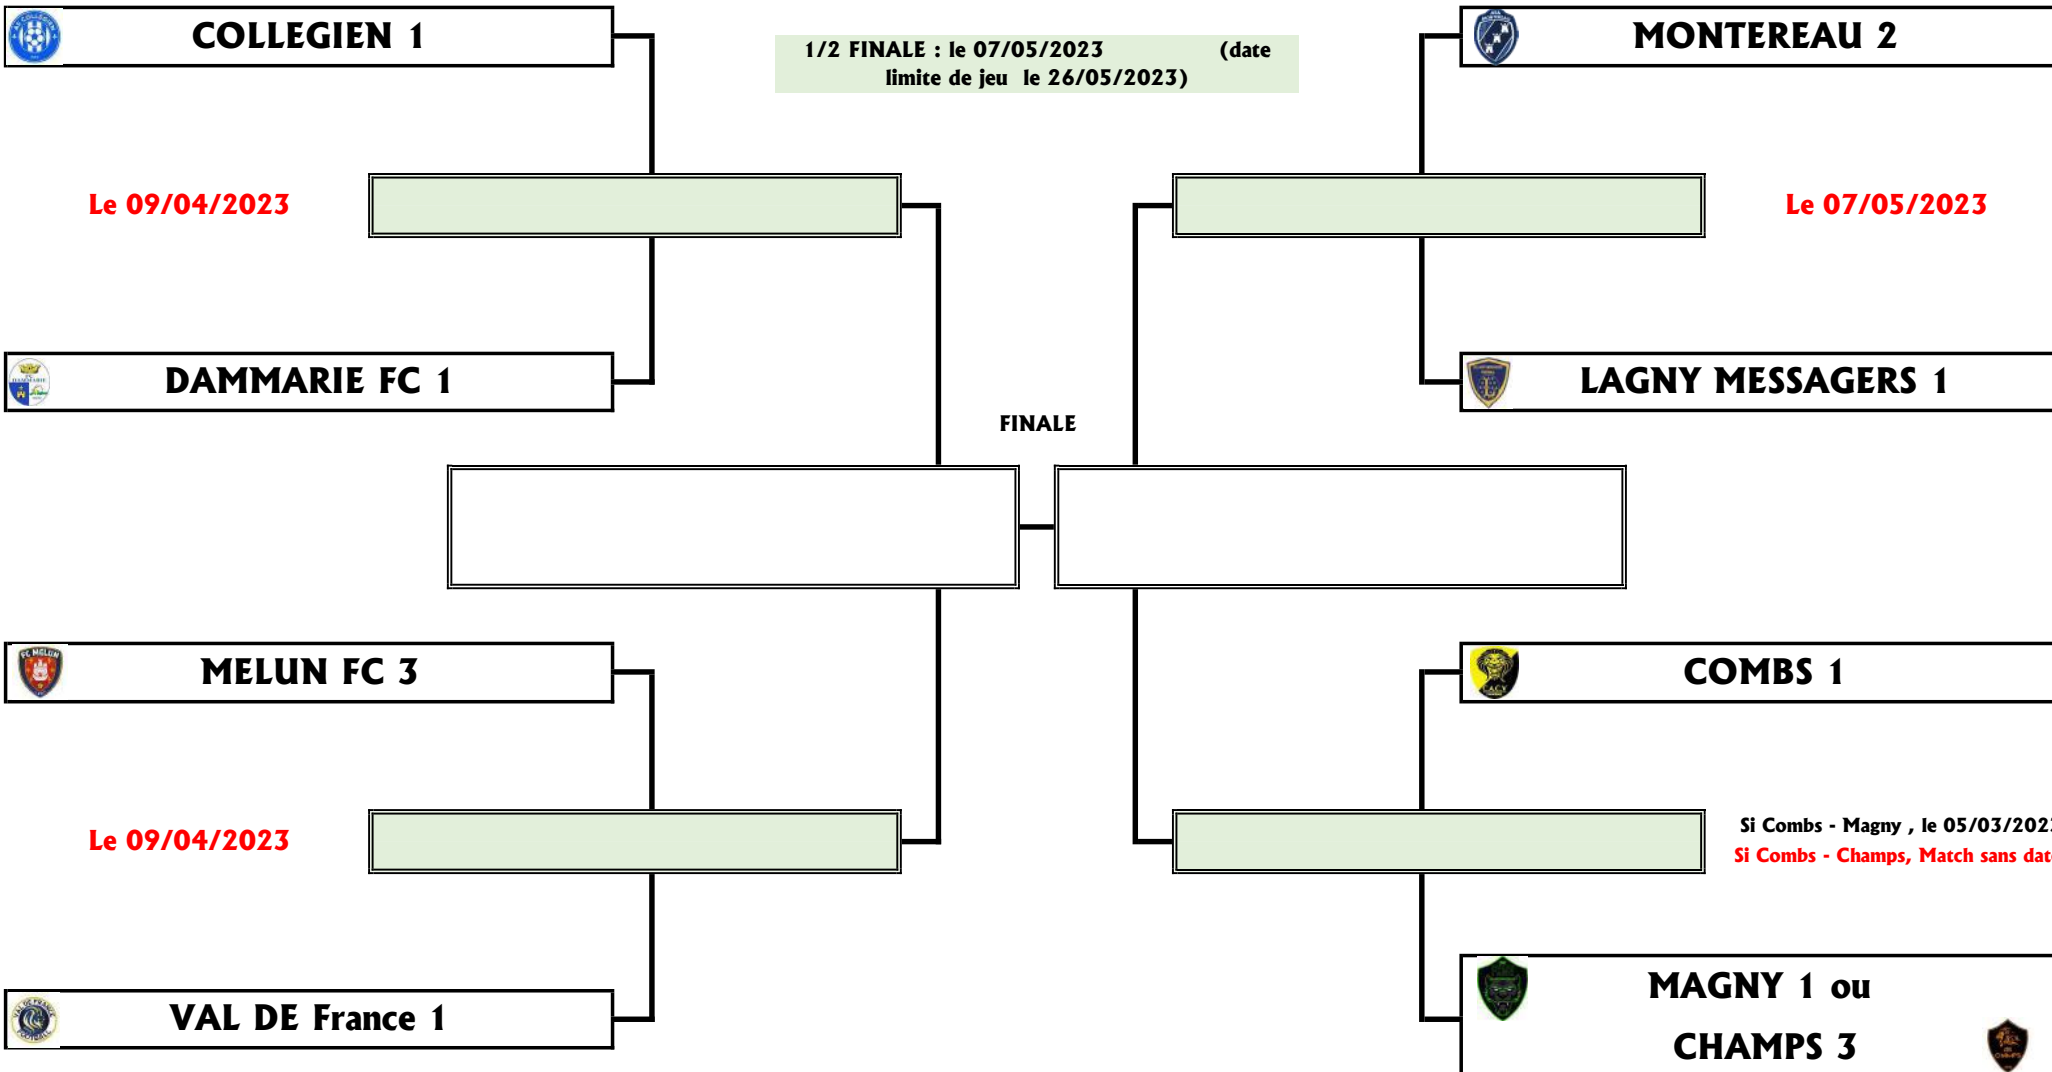 COLLEGIEN 1
1/2 FINALE : le 07/05/2023 (date
limite de jeu le 26/05/2023)
MONTEREAU 2
Le 09/04/2023
Le 07/05/2023
DAMMARIE FC 1
LAGNY MESSAGERS 1
FINALE
FC MELUN
MELUN FC 3
COMBS 1
Le 09/04/2023
Si Combs - Magny , le 05/03/2023
Si Combs - Champs, Match sans dat
VAL DE France 1
MAGNY 1 ou
CHAMPS 3